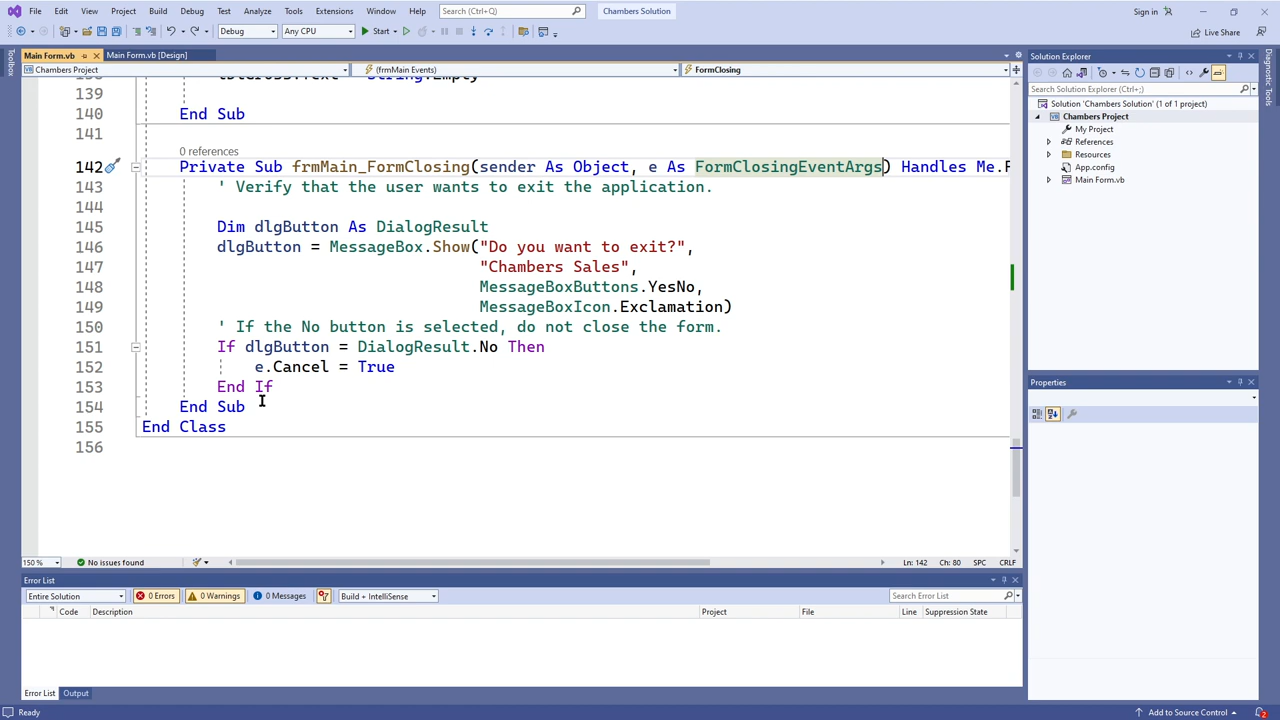 File Edit View Project Build Debug Test Analyze Tools Extensions Window Help Search (Ctrl+Q) Chambers Solution Sign in
Debug Any CPU Start Live Share
Main Form.vb Main Form.vb [Design]
Chambers Project (frmMain Events) FormClosing
139
140 End Sub
141
0 references
142 Private Sub frmMain_FormClosing(sender As Object, e As FormClosingEventArgs) Handles Me.F
143 ' Verify that the user wants to exit the application.
144
145 Dim dlgButton As DialogResult
146 dlgButton = MessageBox.Show("Do you want to exit?",
147 "Chambers Sales",
148 MessageBoxButtons.YesNo,
149 MessageBoxIcon.Exclamation)
150 ' If the No button is selected, do not close the form.
151 If dlgButton = DialogResult.No Then
152 e.Cancel = True
153 End If
154 End Sub
155 End Class
156
150 % No issues found Ln: 142 Ch: 80 SPC CRLF
Error List
Entire Solution 0 Errors 0 Warnings 0 Messages Build + IntelliSense Search Error List
Code Description Project File Line Suppression State
Error List Output
Ready Add to Source Control 2
Toolbox
Solution Explorer
Search Solution Explorer (Ctrl+;)
Solution 'Chambers Solution' (1 of 1 project)
Chambers Project
My Project
References
Resources
App.config
Main Form.vb
Properties
Diagnostic Tools